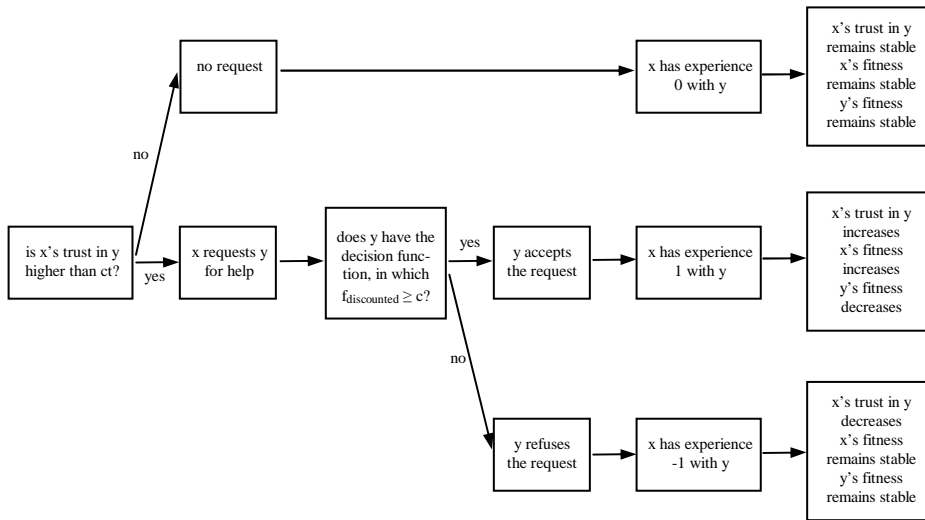 no request
x has experience
0 with y
x's trust in y
remains stable
x's fitness
remains stable
y's fitness
remains stable
no
is x's trust in y
higher than ct?
yes
x requests y
for help
does y have the
decision func-
tion, in which
fdiscounted ≥ c?
yes
y accepts
the request
x has experience
1 with y
x's trust in y
increases
x's fitness
increases
y's fitness
decreases
no
y refuses
the request
x has experience
-1 with y
x's trust in y
decreases
x's fitness
remains stable
y's fitness
remains stable